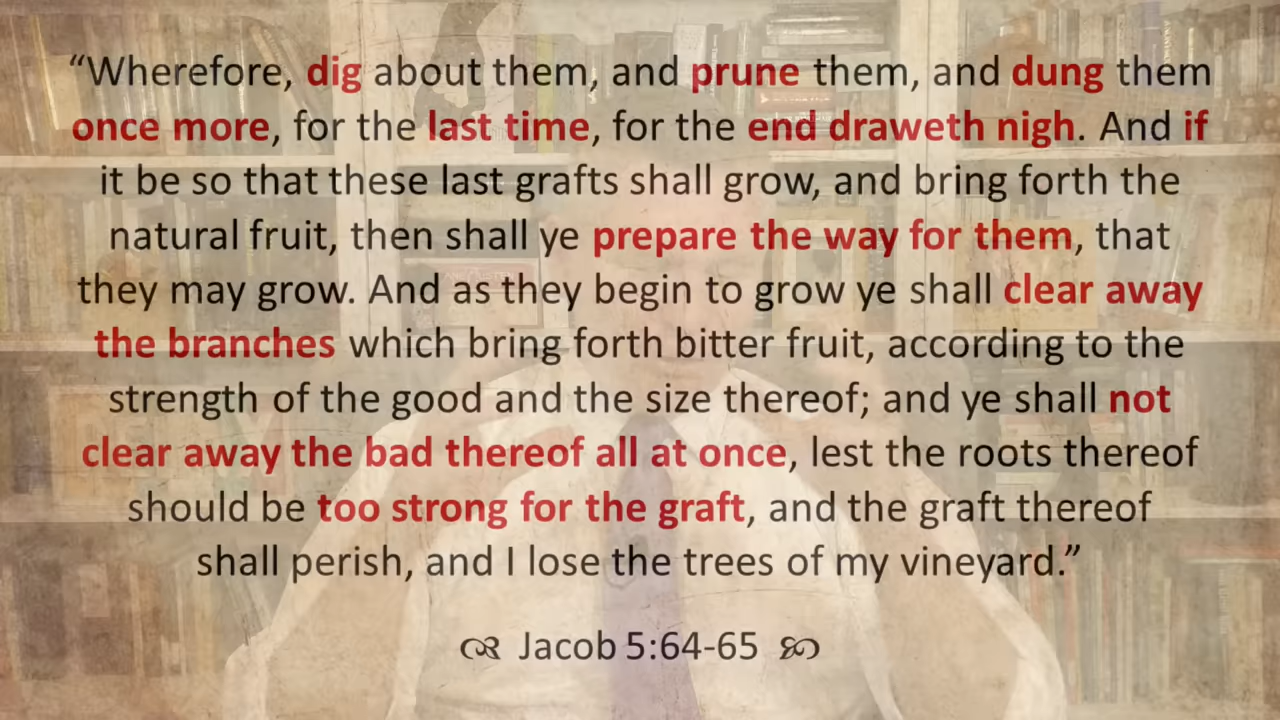 “Wherefore, dig about them, and prune them, and dung them
once more, for the last time, for the end draweth nigh. And if
it be so that these last grafts shall grow, and bring forth the
natural fruit, then shall ye prepare the way for them, that
they may grow. And as they begin to grow ye shall clear away
the branches which bring forth bitter fruit, according to the
strength of the good and the size thereof; and ye shall not
clear away the bad thereof all at once, lest the roots thereof
should be too strong for the graft, and the graft thereof
shall perish, and I lose the trees of my vineyard.”
Jacob 5:64-65